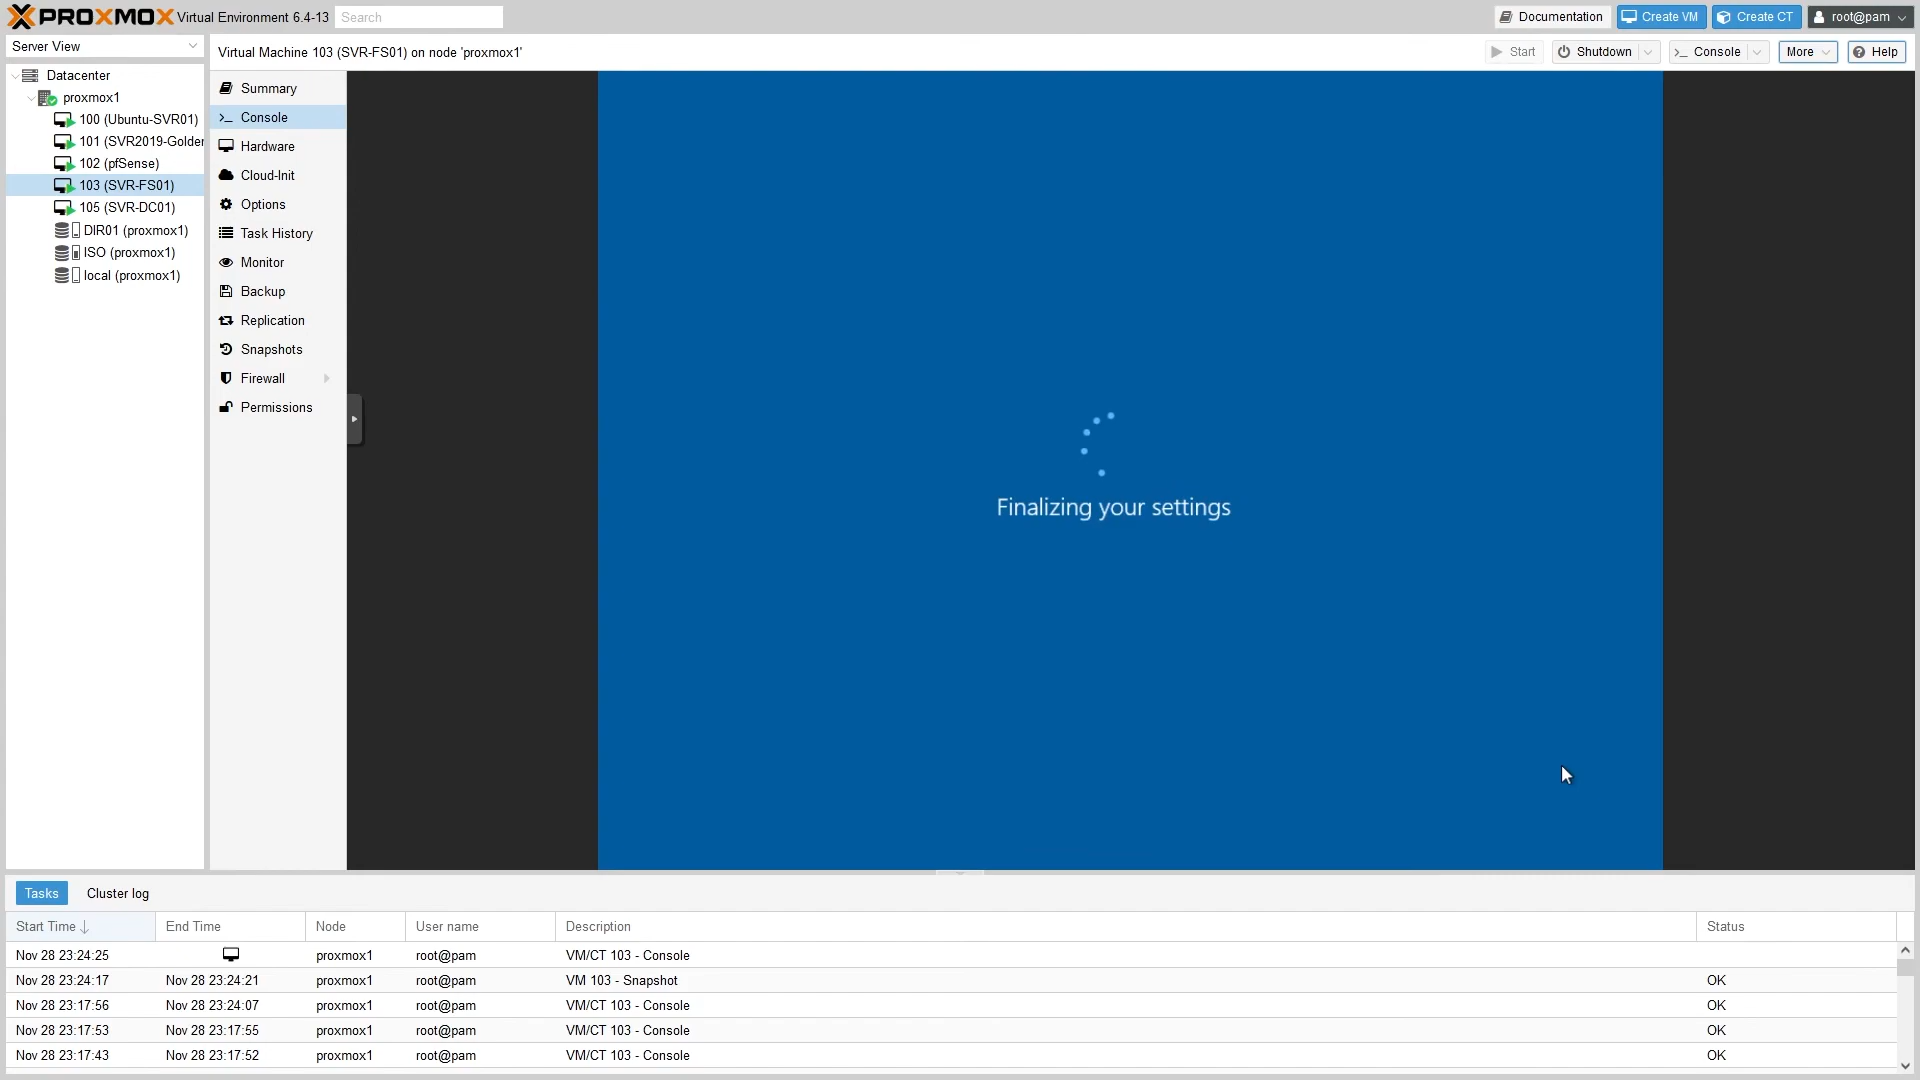 PROXMOX Virtual Environment 6.4-13 Search Documentation Create VM Create CT root@pam
Server View
Virtual Machine 103 (SVR-FS01) on node 'proxmox1' Start Shutdown Console More Help
Datacenter
proxmox1
100 (Ubuntu-SVR01)
101 (SVR2019-Golder
102 (pfSense)
103 (SVR-FS01)
105 (SVR-DC01)
DIR01 (proxmox1)
ISO (proxmox1)
local (proxmox1)
Summary
Console
Hardware
Cloud-Init
Options
Task History
Monitor
Backup
Replication
Snapshots
Firewall
Permissions
Finalizing your settings
Tasks Cluster log
Start Time End Time Node User name Description Status
Nov 28 23:24:25 proxmox1 root@pam VM/CT 103 - Console
Nov 28 23:24:17 Nov 28 23:24:21 proxmox1 root@pam VM 103 - Snapshot OK
Nov 28 23:17:56 Nov 28 23:24:07 proxmox1 root@pam VM/CT 103 - Console OK
Nov 28 23:17:53 Nov 28 23:17:55 proxmox1 root@pam VM/CT 103 - Console OK
Nov 28 23:17:43 Nov 28 23:17:52 proxmox1 root@pam VM/CT 103 - Console OK